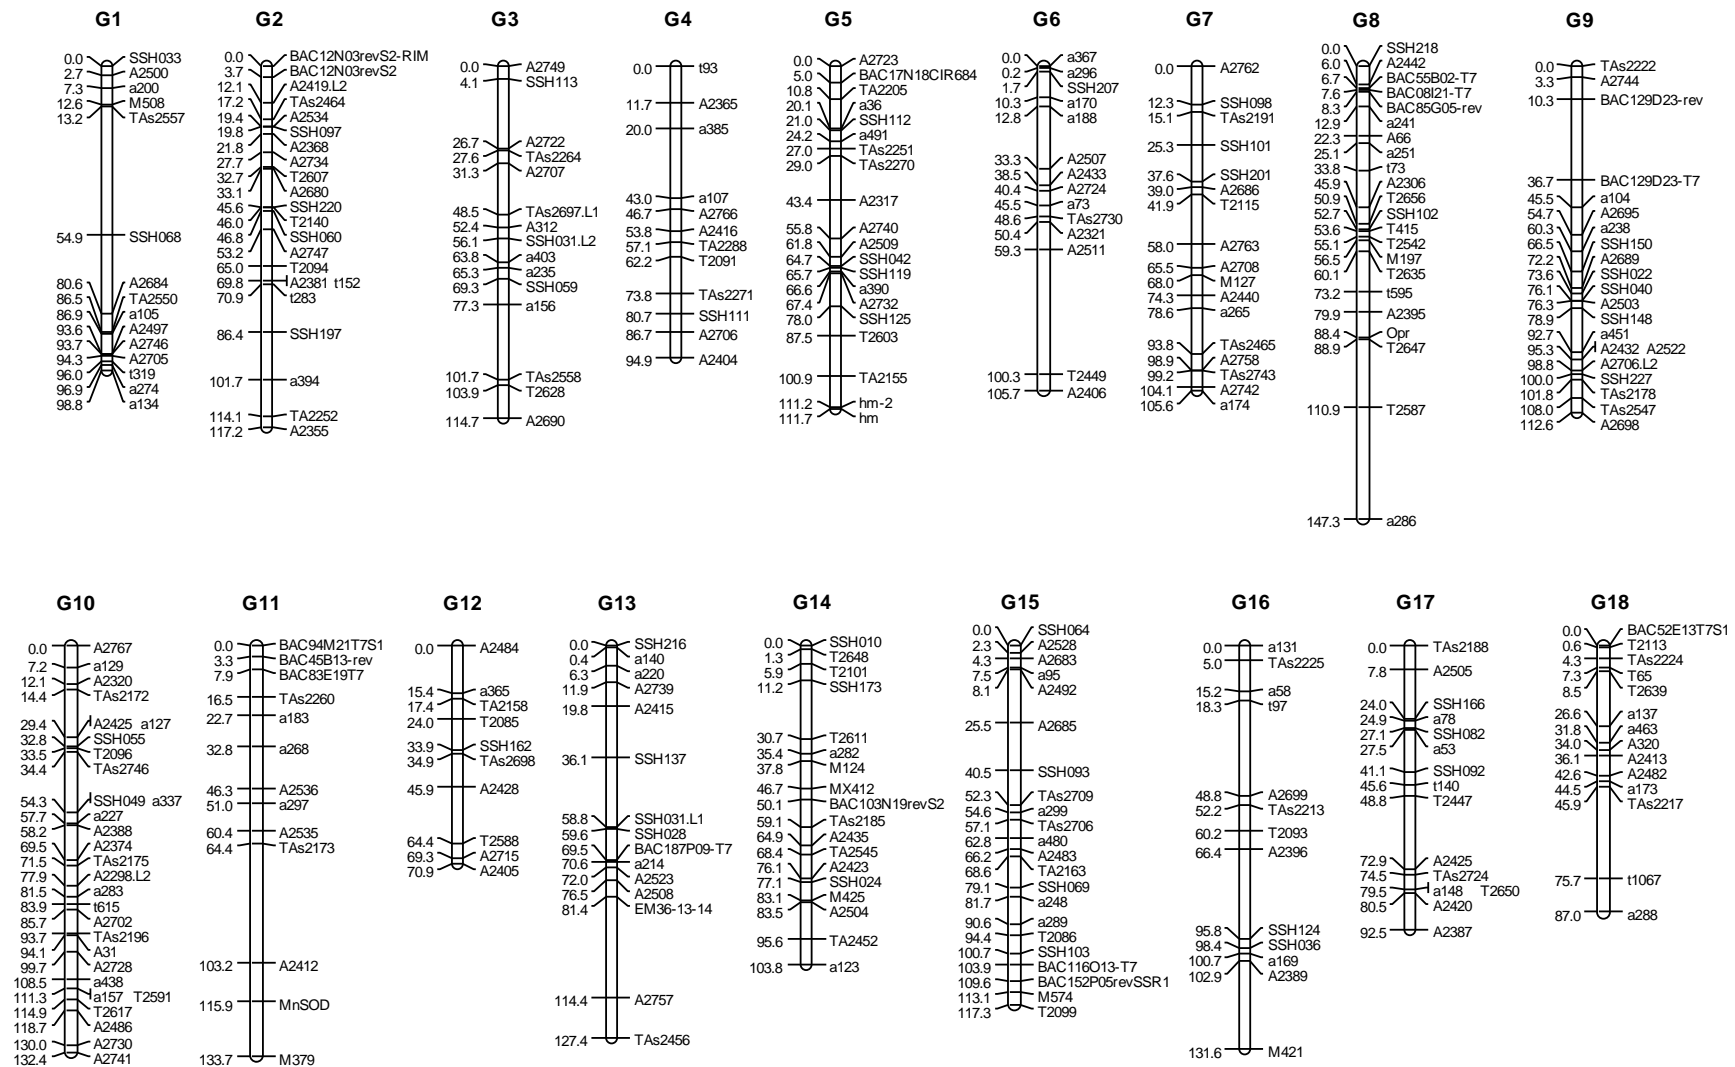 G1
0.0 SSH033
2.7 A2500
7.3 a200
12.6 M508
13.2 TAs2557
54.9 SSH068
80.6 A2684
86.5 TA2550
86.9 a105
93.6 A2497
93.7 A2746
94.3 A2705
96.0 t319
96.9 a274
98.8 a134
G2
0.0 BAC12N03revS2-RIM
3.7 BAC12N03revS2
12.1 A2419.L2
17.2 TAs2464
19.4 A2534
19.8 SSH097
21.8 A2368
27.7 A2734
32.7 T2607
33.1 A2680
45.6 SSH220
46.0 T2140
46.8 SSH060
53.2 A2747
65.0 T2094
69.8 A2381 t152
70.9 t283
86.4 SSH197
101.7 a394
114.1 TA2252
117.2 A2355
G3
0.0 A2749
4.1 SSH113
26.7 A2722
27.6 TAs2264
31.3 A2707
48.5 TAs2697.L1
52.4 A312
56.1 SSH031.L2
63.8 a403
65.3 a235
69.3 SSH059
77.3 a156
101.7 TAs2558
103.9 T2628
114.7 A2690
G4
0.0 t93
11.7 A2365
20.0 a385
43.0 a107
46.7 A2766
53.8 A2416
57.1 TA2288
62.2 T2091
73.8 TAs2271
80.7 SSH111
86.7 A2706
94.9 A2404
G5
0.0 A2723
5.0 BAC17N18CIR684
10.8 TA2205
20.1 a36
21.0 SSH112
24.2 a491
27.0 TAs2251
29.0 TAs2270
43.4 A2317
55.8 A2740
61.8 A2509
64.7 SSH042
65.7 SSH119
66.6 a390
67.4 A2732
78.0 SSH125
87.5 T2603
100.9 TA2155
111.2 hm-2
111.7 hm
G6
0.0 a367
0.2 a296
1.7 SSH207
10.3 a170
12.8 a188
33.3 A2507
38.5 A2433
40.4 A2724
45.5 a73
48.6 TAs2730
50.4 A2321
59.3 A2511
100.3 T2449
105.7 A2406
G7
0.0 A2762
12.3 SSH098
15.1 TAs2191
25.3 SSH101
37.6 SSH201
39.0 A2686
41.9 T2115
58.0 A2763
65.5 A2708
68.0 M127
74.3 A2440
78.6 a265
93.8 TAs2465
98.9 A2758
99.2 TAs2743
104.1 A2742
105.6 a174
G8
0.0 SSH218
6.0 A2442
6.7 BAC55B02-T7
7.6 BAC08I21-T7
8.3 BAC85G05-rev
12.9 a241
22.3 A66
25.1 a251
33.8 t73
45.9 A2306
50.9 T2656
52.7 SSH102
53.6 T415
55.1 T2542
56.5 M197
60.1 T2635
73.2 t595
79.9 A2395
88.4 Opr
88.9 T2647
110.9 T2587
147.3 a286
G9
0.0 TAs2222
3.3 A2744
10.3 BAC129D23-rev
36.7 BAC129D23-T7
45.5 a104
54.7 A2695
60.3 a238
66.5 SSH150
72.2 A2689
73.6 SSH022
76.1 SSH040
76.3 A2503
78.9 SSH148
92.7 a451
95.3 A2432 A2522
98.8 A2706.L2
100.0 SSH227
101.8 TAs2178
108.0 TAs2547
112.6 A2698
G10
0.0 A2767
7.2 a129
12.1 A2320
14.4 TAs2172
29.4 A2425 a127
32.8 SSH055
33.5 T2096
34.4 TAs2746
54.3 SSH049 a337
57.7 a227
58.2 A2388
69.5 A2374
71.5 TAs2175
77.9 A2298.L2
81.5 a283
83.9 t615
85.7 A2702
93.7 TAs2196
94.1 A31
99.7 A2728
108.5 a438
111.3 a157 T2591
114.9 T2617
118.7 A2486
130.0 A2730
132.4 A2741
G11
0.0 BAC94M21T7S1
3.3 BAC45B13-rev
7.9 BAC83E19T7
16.5 TAs2260
22.7 a183
32.8 a268
46.3 A2536
51.0 a297
60.4 A2535
64.4 TAs2173
103.2 A2412
115.9 MnSOD
133.7 M379
G12
0.0 A2484
15.4 a365
17.4 TA2158
24.0 T2085
33.9 SSH162
34.9 TAs2698
45.9 A2428
64.4 T2588
69.3 A2715
70.9 A2405
G13
0.0 SSH216
0.4 a140
6.3 a220
11.9 A2739
19.8 A2415
36.1 SSH137
58.8 SSH031.L1
59.6 SSH028
69.5 BAC187P09-T7
70.6 a214
72.0 A2523
76.5 A2508
81.4 EM36-13-14
114.4 A2757
127.4 TAs2456
G14
0.0 SSH010
1.3 T2648
5.9 T2101
11.2 SSH173
30.7 T2611
35.4 a282
37.8 M124
46.7 MX412
50.1 BAC103N19revS2
59.1 TAs2185
64.9 A2435
68.4 TA2545
76.1 A2423
77.1 SSH024
83.1 M425
83.5 A2504
95.6 TA2452
103.8 a123
G15
0.0 SSH064
2.3 A2528
4.3 A2683
7.5 a95
8.1 A2492
25.5 A2685
40.5 SSH093
52.3 TAs2709
54.6 a299
57.1 TAs2706
62.8 a480
66.2 A2483
68.6 TA2163
79.1 SSH069
81.7 a248
90.6 a289
94.4 T2086
100.7 SSH103
103.9 BAC116O13-T7
109.6 BAC152P05revSSR1
113.1 M574
117.3 T2099
G16
0.0 a131
5.0 TAs2225
15.2 a58
18.3 t97
48.8 A2699
52.2 TAs2213
60.2 T2093
66.4 A2396
95.8 SSH124
98.4 SSH036
100.7 a169
102.9 A2389
131.6 M421
G17
0.0 TAs2188
7.8 A2505
24.0 SSH166
24.9 a78
27.1 SSH082
27.5 a53
41.1 SSH092
45.6 t140
48.8 T2447
72.9 A2425
74.5 TAs2724
79.5 a148 T2650
80.5 A2420
92.5 A2387
G18
0.0 BAC52E13T7S1
0.6 T2113
4.3 TAs2224
7.3 T65
8.5 T2639
26.6 a137
31.8 a463
34.0 A320
36.1 A2413
42.6 A2482
44.5 a173
45.9 TAs2217
75.7 t1067
87.0 a288